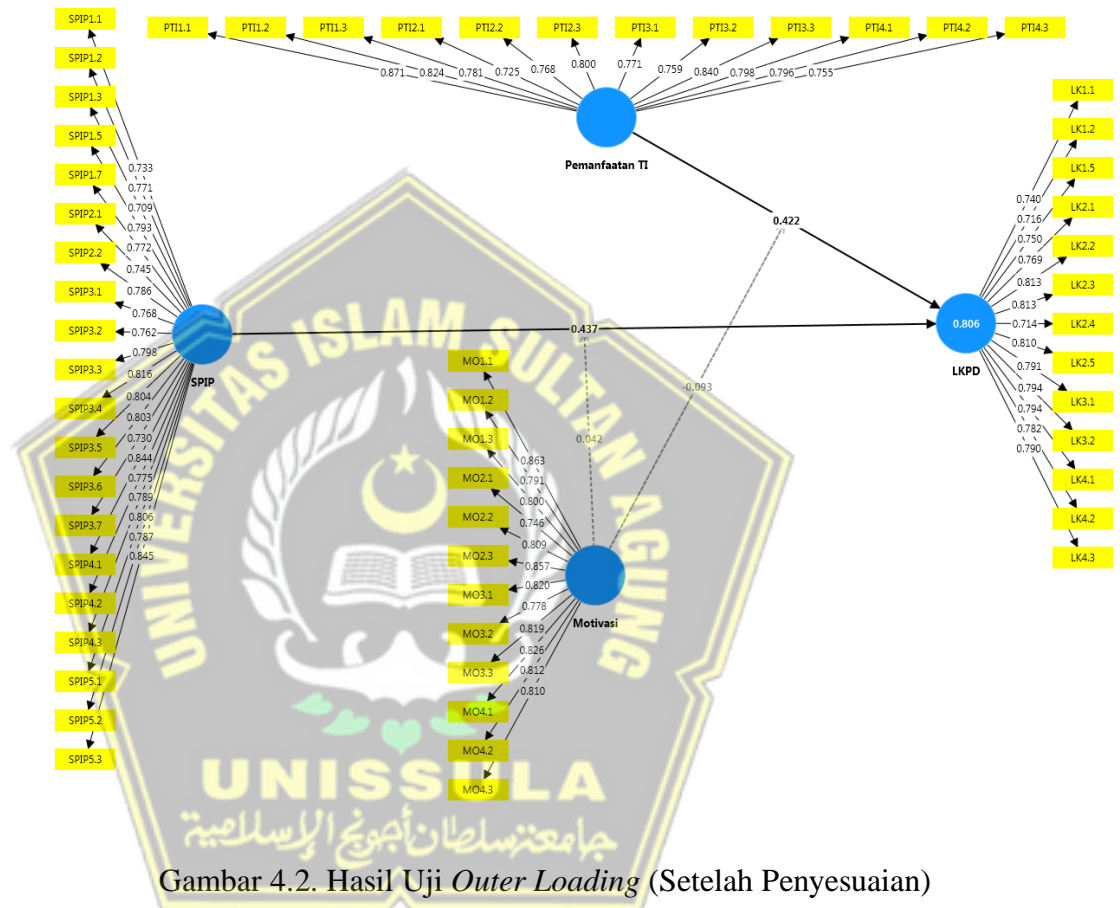 SPIP1.1
SPIP1.2
SPIP1.3
SPIP1.5
SPIP1.7
SPIP2.1
SPIP2.2
SPIP3.1
SPIP3.2
SPIP3.3
SPIP3.4
SPIP3.5
SPIP3.6
SPIP3.7
SPIP4.1
SPIP4.2
SPIP4.3
SPIP5.1
SPIP5.2
SPIP5.3
0.733
0.771
0.709
0.793
0.772
0.745
0.786
0.768
0.762
0.798
0.816
0.804
0.803
0.730
0.844
0.775
0.789
0.806
0.787
0.845
SPIP
PTI1.1
PTI1.2
PTI1.3
PTI2.1
PTI2.2
PTI2.3
PTI3.1
PTI3.2
PTI3.3
PTI4.1
PTI4.2
PTI4.3
0.871
0.824
0.781
0.725
0.768
0.800
0.771
0.759
0.840
0.798
0.796
0.755
Pemanfaatan TI
0.422
0.437
-0.093
0.042
MO1.1
MO1.2
MO1.3
MO2.1
MO2.2
MO2.3
MO3.1
MO3.2
MO3.3
MO4.1
MO4.2
MO4.3
0.863
0.791
0.800
0.746
0.809
0.857
0.820
0.778
0.819
0.826
0.812
0.810
Motivasi
LK1.1
LK1.2
LK1.5
LK2.1
LK2.2
LK2.3
LK2.4
LK2.5
LK3.1
LK3.2
LK4.1
LK4.2
LK4.3
0.740
0.716
0.750
0.769
0.813
0.813
0.714
0.810
0.791
0.794
0.794
0.782
0.790
0.806
LKPD
UNIVERSITAS ISLAM SULTAN AGUNG
UNISSULA
جامعتسلطان أجونج الإسلامية
Gambar 4.2. Hasil Uji Outer Loading (Setelah Penyesuaian)